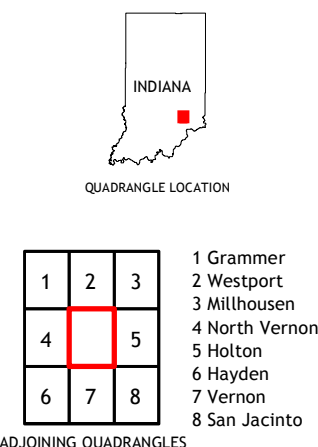 INDIANA
QUADRANGLE LOCATION
1 2 3
4 5
6 7 8
1 Grammer
2 Westport
3 Millhousen
4 North Vernon
5 Holton
6 Hayden
7 Vernon
8 San Jacinto
ADJOINING QUADRANGLES